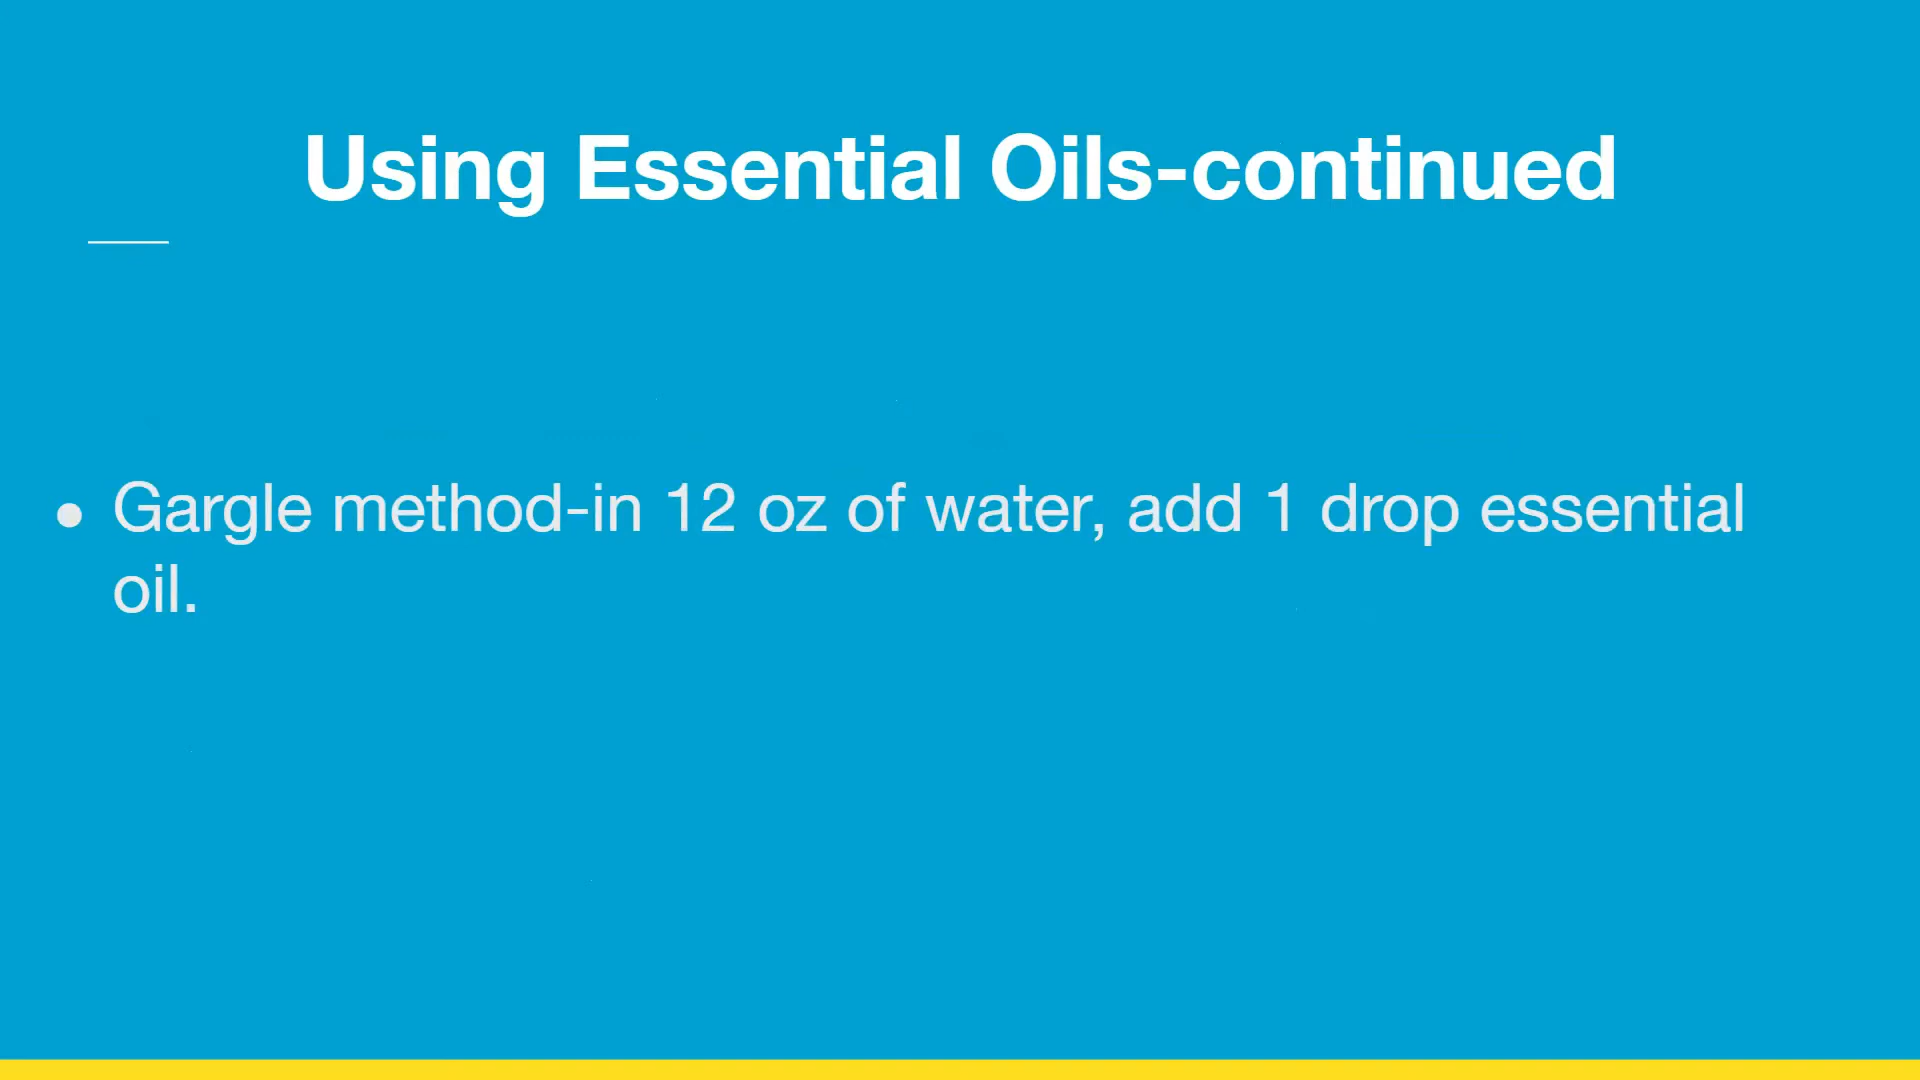 Using Essential Oils-continued
• Gargle method-in 12 oz of water, add 1 drop essential
oil.